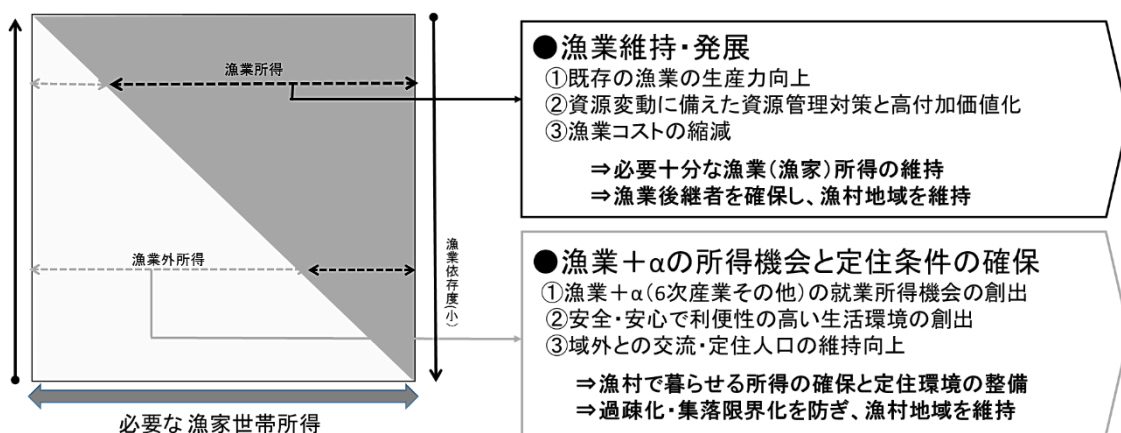 漁業所得
漁業外所得
漁業依存度(小)
必要な漁家世帯所得
●漁業維持・発展
①既存の漁業の生産力向上
②資源変動に備えた資源管理対策と高付加価値化
③漁業コストの縮減
⇒必要十分な漁業(漁家)所得の維持
⇒漁業後継者を確保し、漁村地域を維持
●漁業+αの所得機会と定住条件の確保
①漁業+α(6次産業その他)の就業所得機会の創出
②安全・安心で利便性の高い生活環境の創出
③域外との交流・定住人口の維持向上
⇒漁村で暮らせる所得の確保と定住環境の整備
⇒過疎化・集落限界化を防ぎ、漁村地域を維持